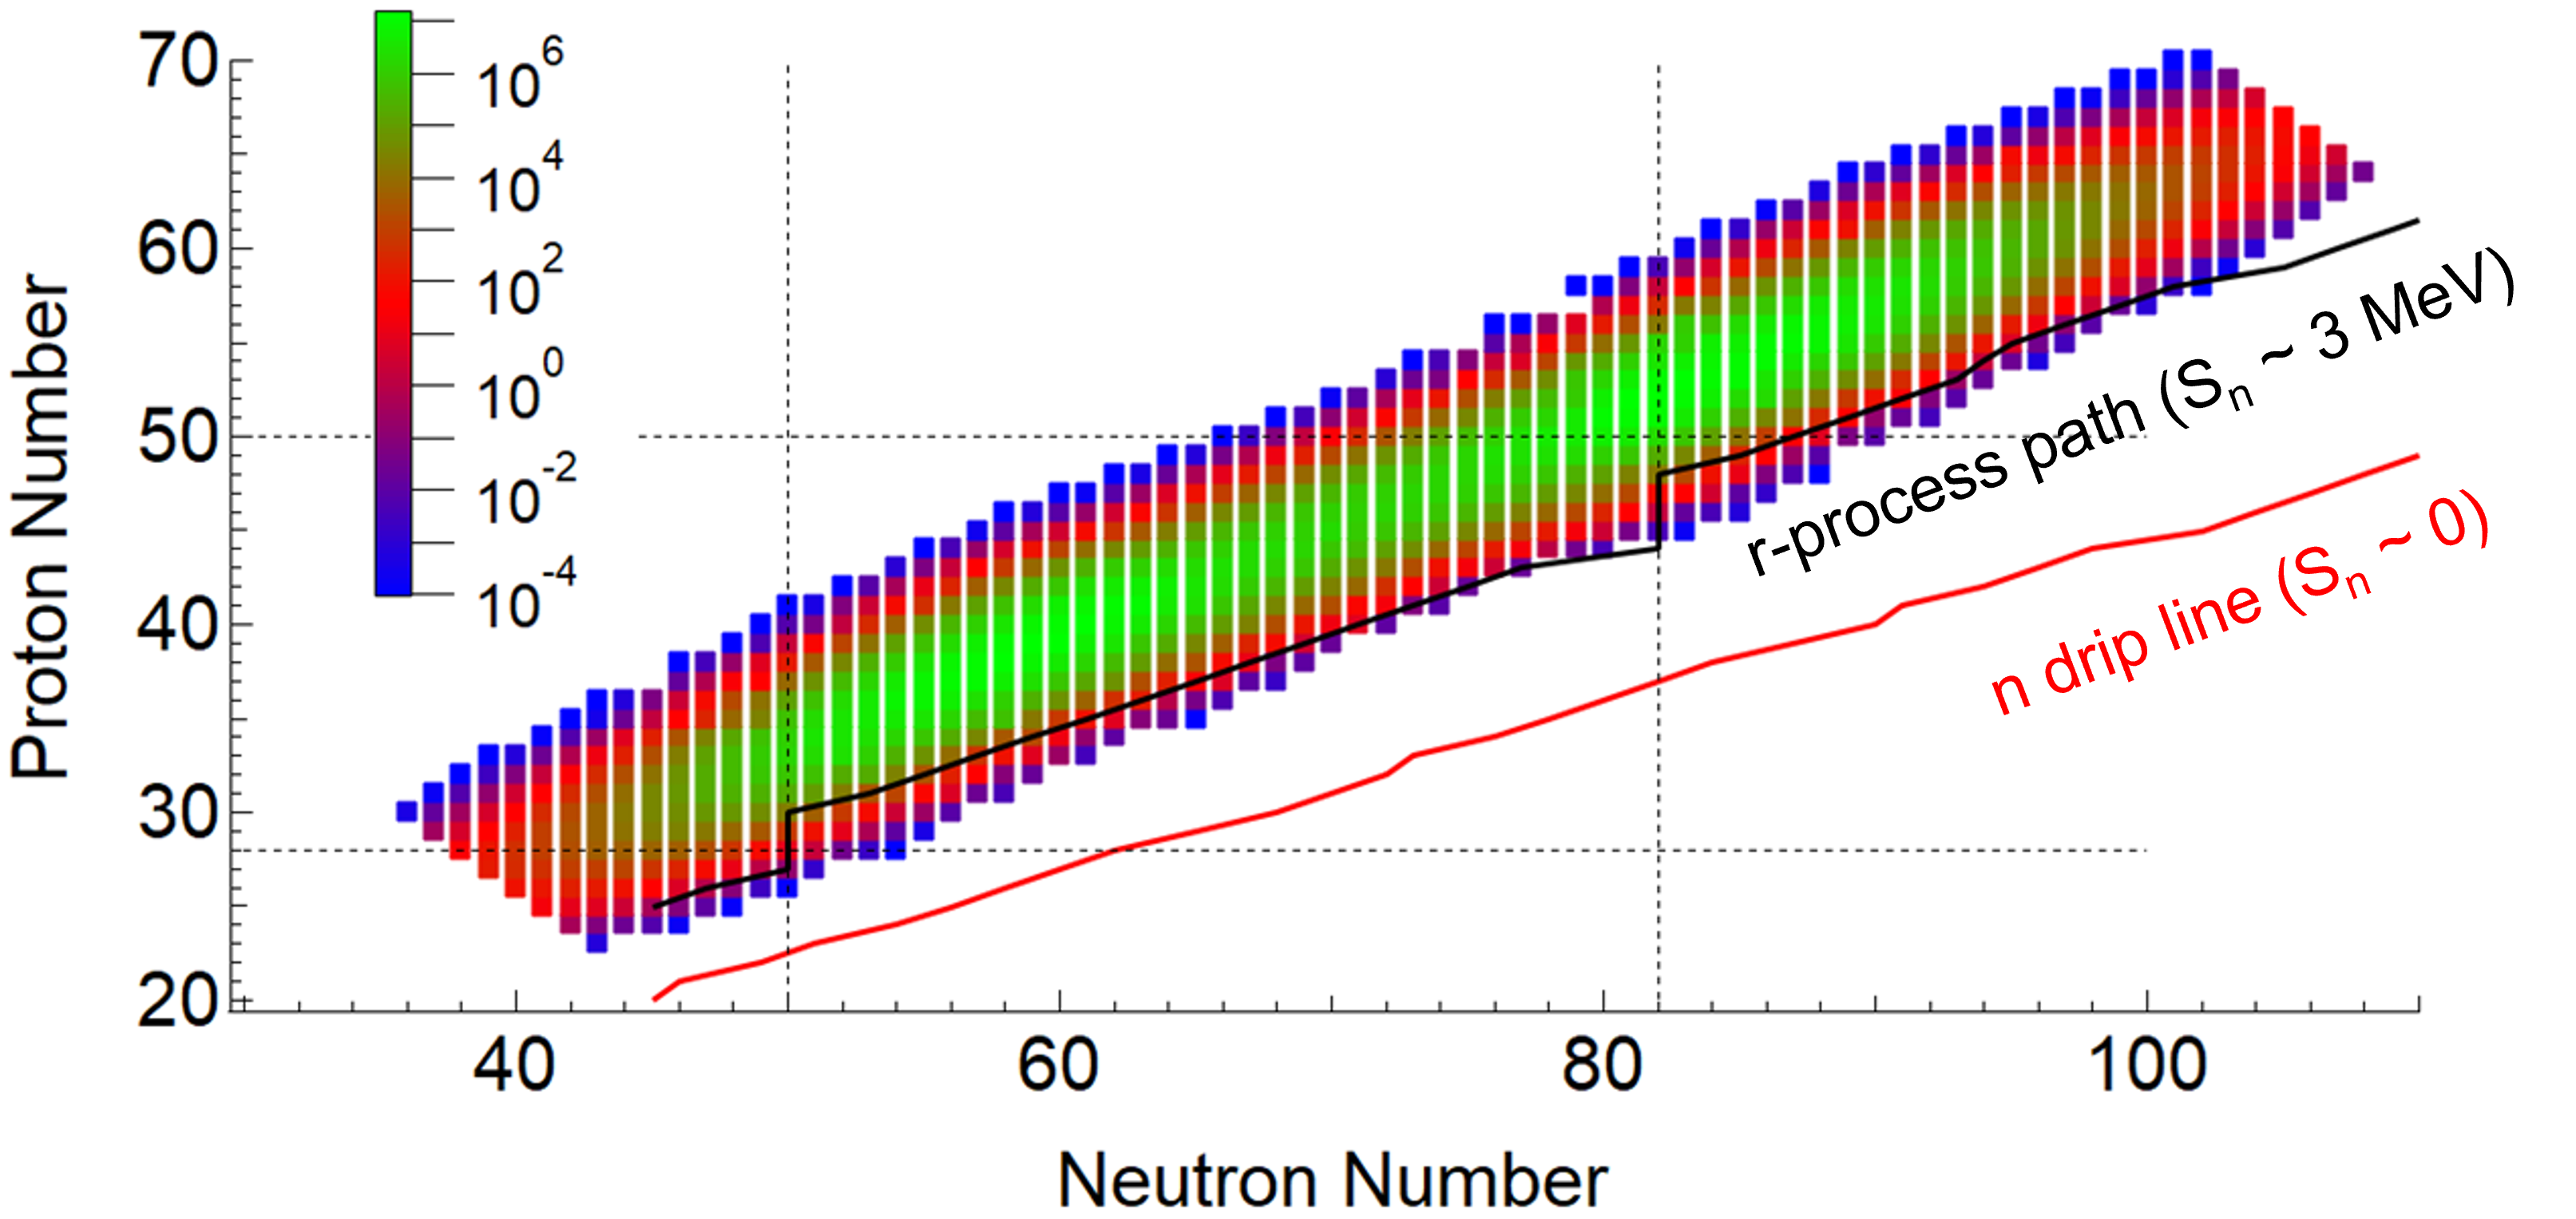 70
60
50
40
30
20
Proton Number
10^6
10^4
10^2
10^0
10^-2
10^-4
r-process path (S_n ~ 3 MeV)
n drip line (S_n ~ 0)
40 60 80 100
Neutron Number